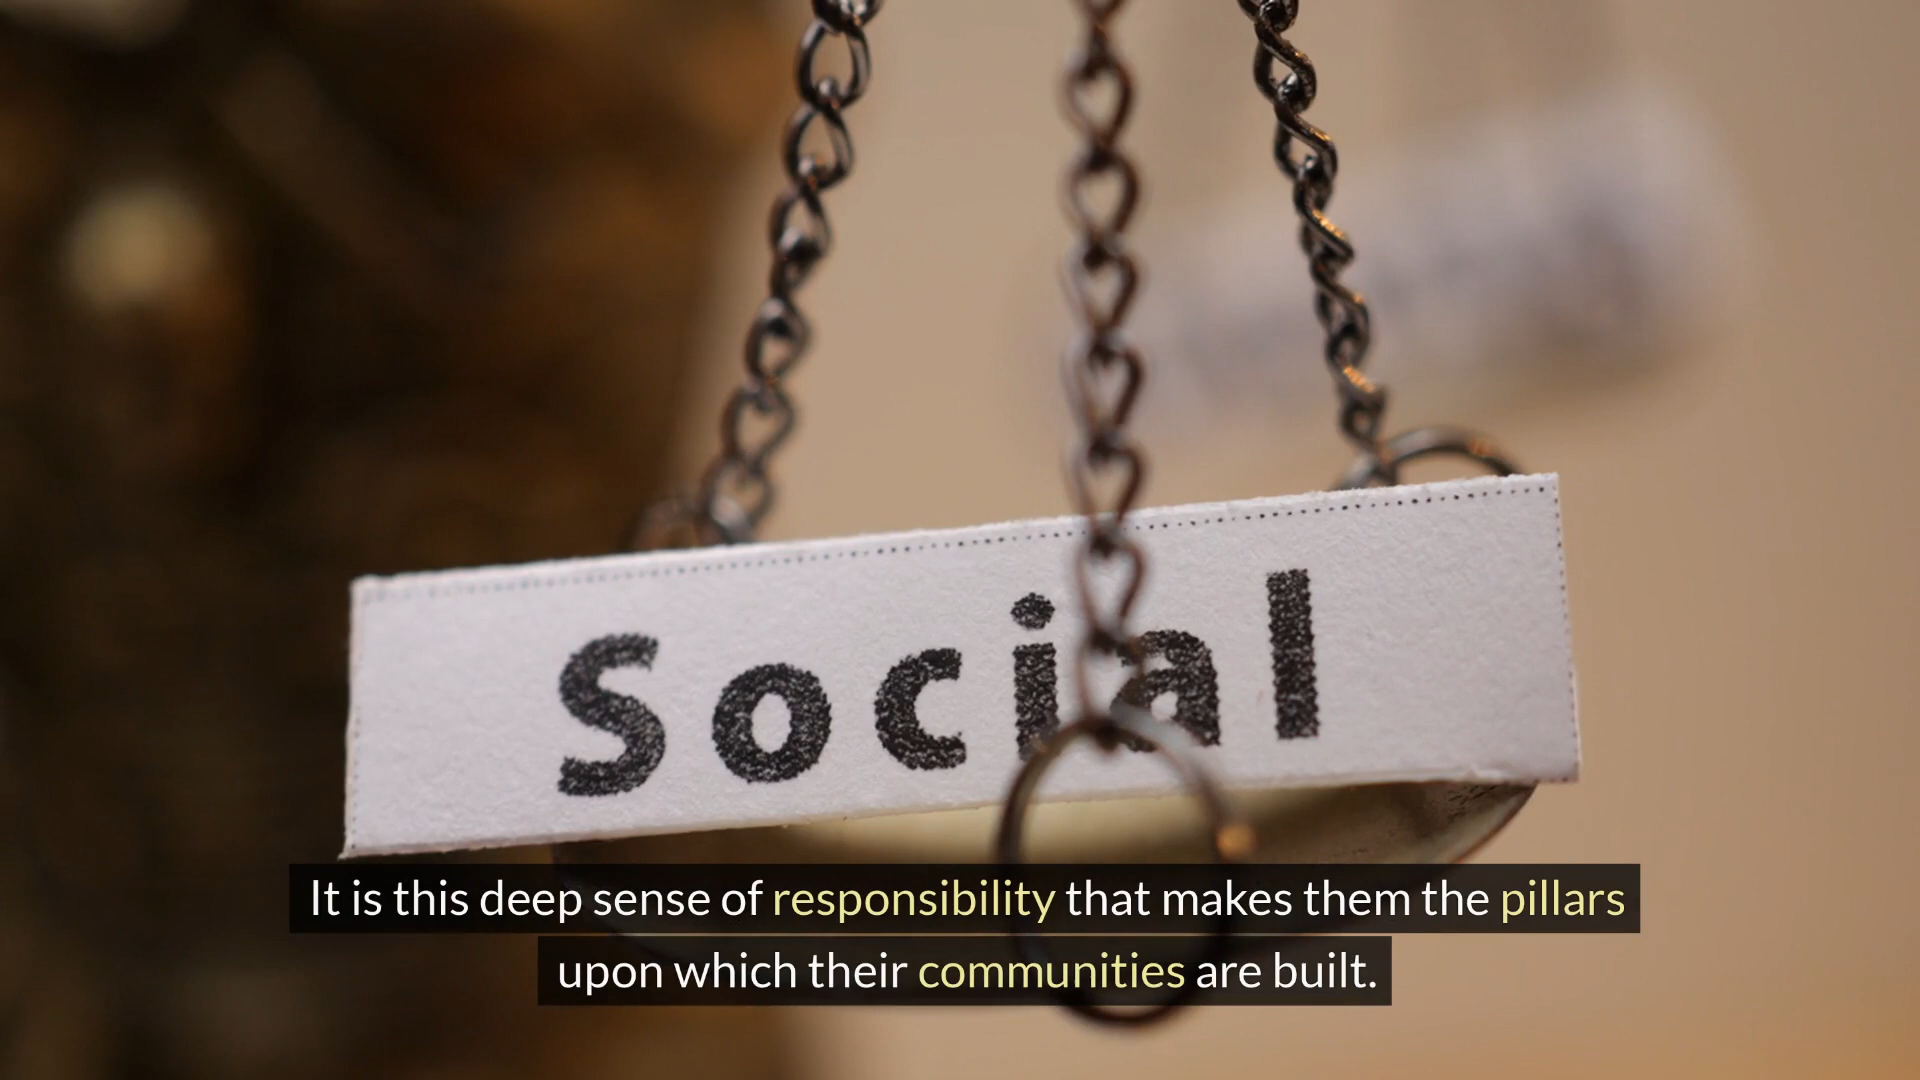 Social
It is this deep sense of responsibility that makes them the pillars
upon which their communities are built.